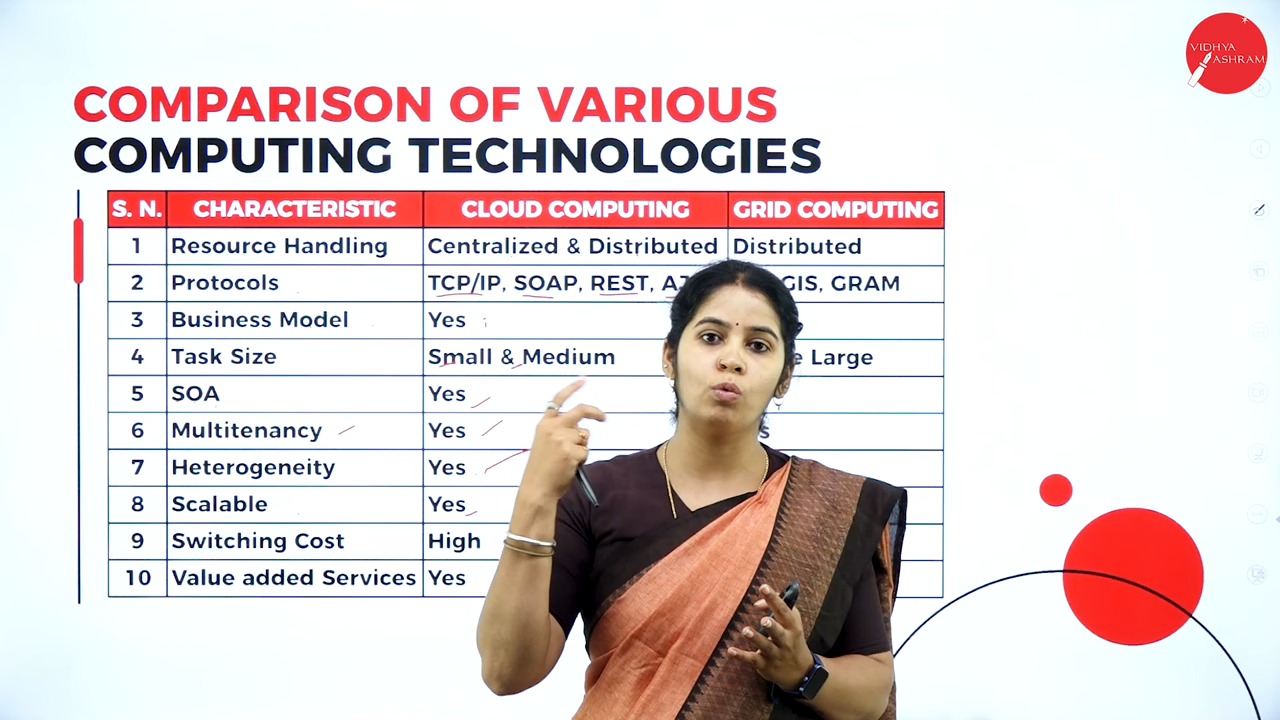 VIDHYA
ASHRAM
COMPARISON OF VARIOUS
COMPUTING TECHNOLOGIES
S. N. CHARACTERISTIC CLOUD COMPUTING GRID COMPUTING
1 Resource Handling Centralized & Distributed Distributed
2 Protocols TCP/IP, SOAP, REST, GRAM
3 Business Model Yes
4 Task Size Small & Medium Large
5 SOA Yes
6 Multitenancy Yes
7 Heterogeneity Yes
8 Scalable Yes
9 Switching Cost High
10 Value added Services Yes